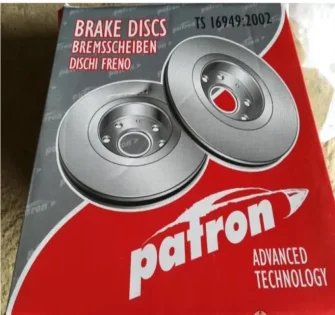 BRAKE DISCS
BREMSSCHEIBEN
DISCHI FRENO
TS 16949:2002
patron
ADVANCED
TECHNOLOGY